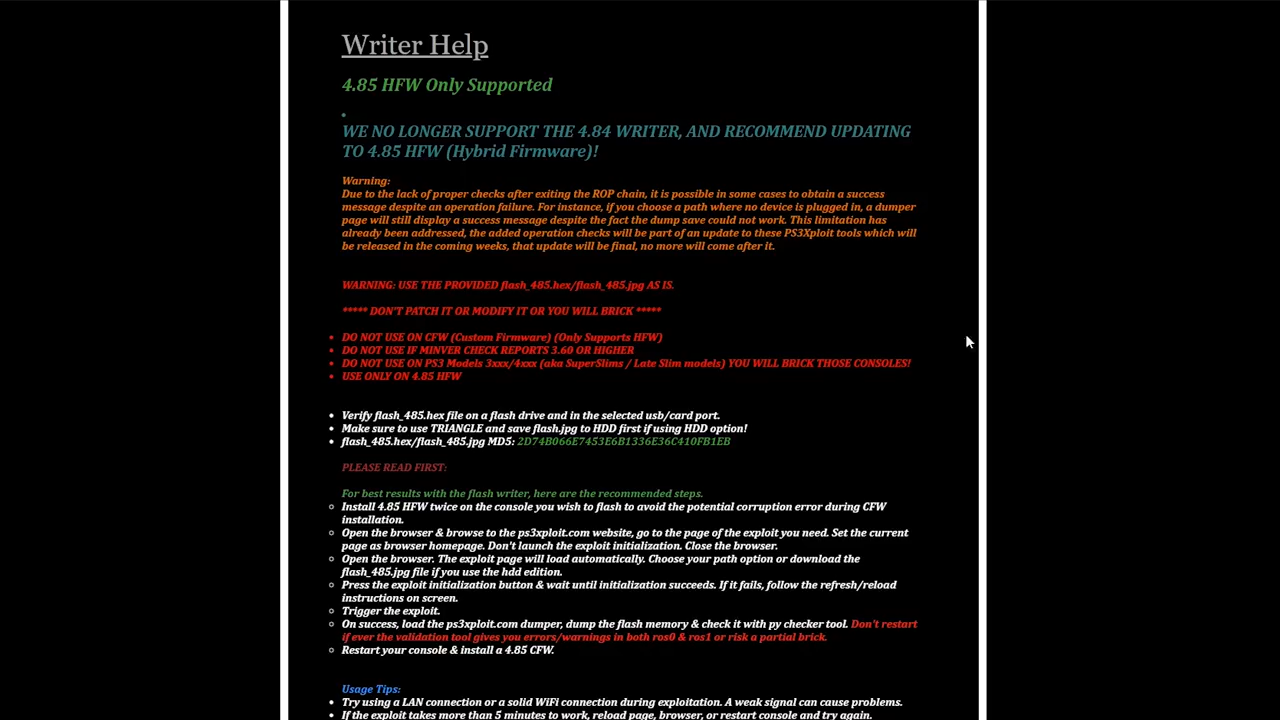 Writer Help
4.85 HFW Only Supported
WE NO LONGER SUPPORT THE 4.84 WRITER, AND RECOMMEND UPDATING
TO 4.85 HFW (Hybrid Firmware)!
Warning:
Due to the lack of proper checks after exiting the ROP chain, it is possible in some cases to obtain a success
message despite an operation failure. For instance, if you choose a path where no device is plugged in, a dumper
page will still display a success message despite the fact the dump save could not work. This limitation has
already been addressed, the added operation checks will be part of an update to these PS3Xploit tools which will
be released in the coming weeks, that update will be final, no more will come after it.
WARNING: USE THE PROVIDED flash_485.hex/flash_485.jpg AS IS.
***** DON'T PATCH IT OR MODIFY IT OR YOU WILL BRICK *****
• DO NOT USE ON CFW (Custom Firmware) (Only Supports HFW)
• DO NOT USE IF MINVER CHECK REPORTS 3.60 OR HIGHER
• DO NOT USE ON PS3 Models 3xxx/4xxx (aka SuperSlims / Late Slim models) YOU WILL BRICK THOSE CONSOLES!
• USE ONLY ON 4.85 HFW
• Verify flash_485.hex file on a flash drive and in the selected usb/card port.
• Make sure to use TRIANGLE and save flash.jpg to HDD first if using HDD option!
• flash_485.hex/flash_485.jpg MD5: 2D74B066E7453E6B1336E36C410FB1EB
PLEASE READ FIRST:
For best results with the flash writer, here are the recommended steps.
Install 4.85 HFW twice on the console you wish to flash to avoid the potential corruption error during CFW
installation.
Open the browser & browse to the ps3xploit.com website, go to the page of the exploit you need. Set the current
page as browser homepage. Don't launch the exploit initialization. Close the browser.
Open the browser. The exploit page will load automatically. Choose your path option or download the
flash_485.jpg file if you use the hdd edition.
Press the exploit initialization button & wait until initialization succeeds. If it fails, follow the refresh/reload
instructions on screen.
Trigger the exploit.
On success, load the ps3xploit.com dumper, dump the flash memory & check it with py checker tool. Don't restart
if ever the validation tool gives you errors/warnings in both ros0 & ros1 or risk a partial brick.
Restart your console & install a 4.85 CFW.
Usage Tips:
• Try using a LAN connection or a solid WiFi connection during exploitation. A weak signal can cause problems.
• If the exploit takes more than 5 minutes to work, reload page, browser, or restart console and try again.